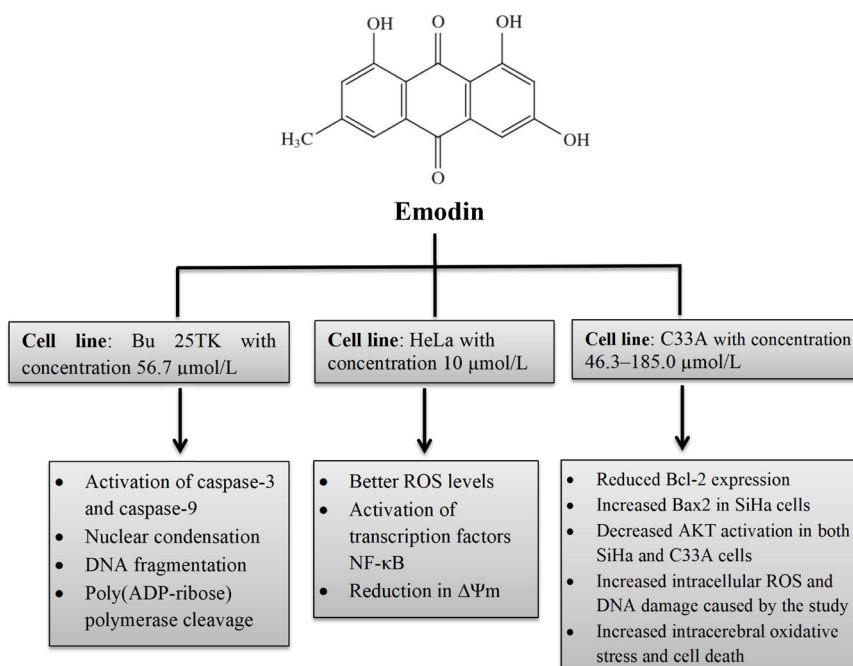 OH
O
OH
H₃C
OH
O
Emodin
Cell line: Bu 25TK with
concentration 56.7 µmol/L
Cell line: HeLa with
concentration 10 µmol/L
Cell line: C33A with concentration
46.3–185.0 µmol/L
• Activation of caspase-3
and caspase-9
• Nuclear condensation
• DNA fragmentation
• Poly(ADP-ribose)
polymerase cleavage
• Better ROS levels
• Activation of
transcription factors
NF-κB
• Reduction in ΔΨm
• Reduced Bcl-2 expression
• Increased Bax2 in SiHa cells
• Decreased AKT activation in both
SiHa and C33A cells
• Increased intracellular ROS and
DNA damage caused by the study
• Increased intracerebral oxidative
stress and cell death